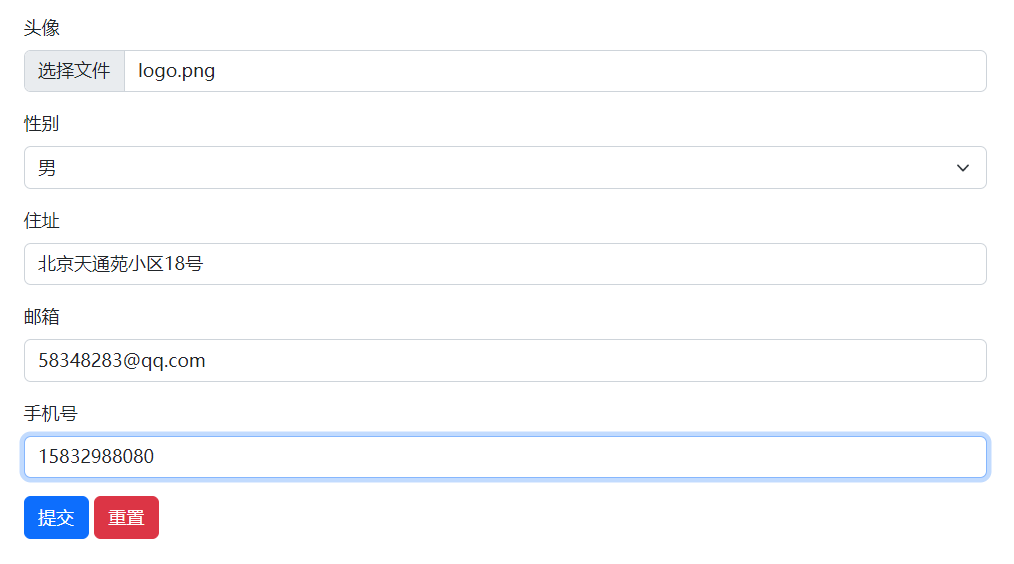 头像
选择文件 logo.png
性别
男
住址
北京天通苑小区18号
邮箱
58348283@qq.com
手机号
15832988080
提交 重置